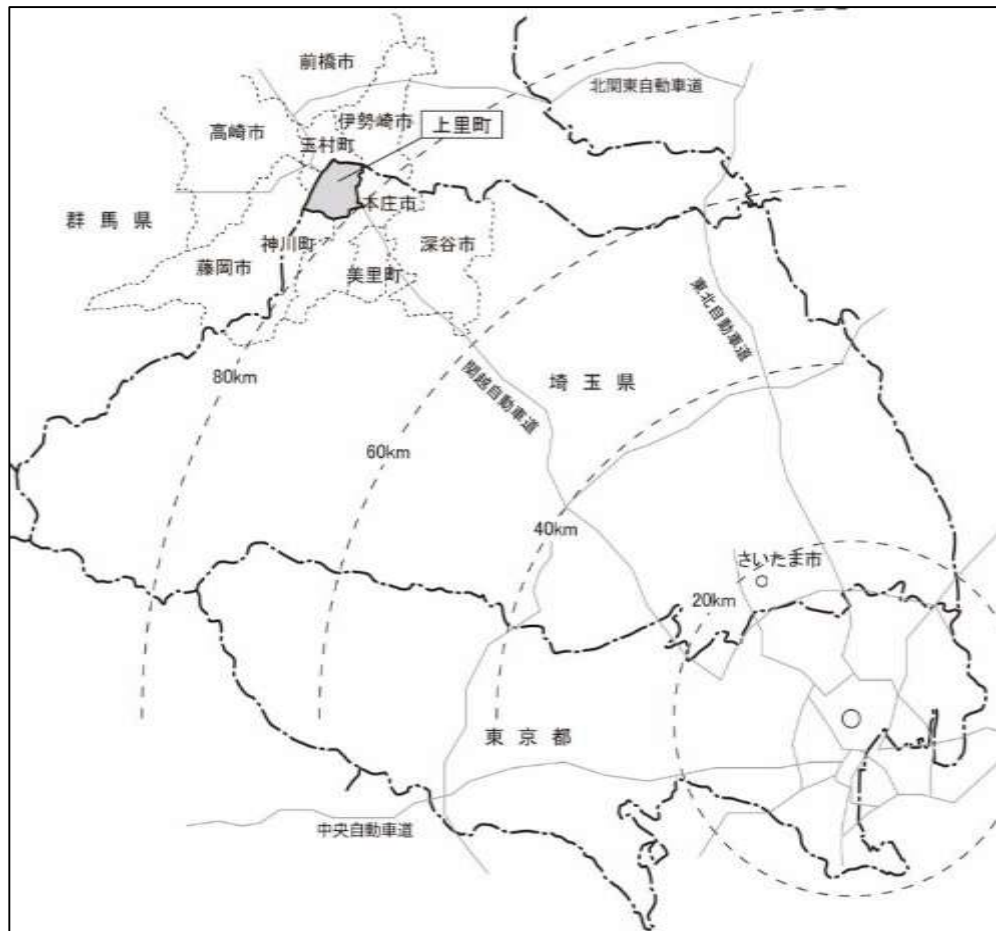 前橋市
北関東自動車道
高崎市
伊勢崎市
上里町
玉村町
本庄市
群馬県
神川町
深谷市
藤岡市
美里町
東北自動車道
80km
関越自動車道
埼玉県
60km
40km
さいたま市
20km
東京都
中央自動車道